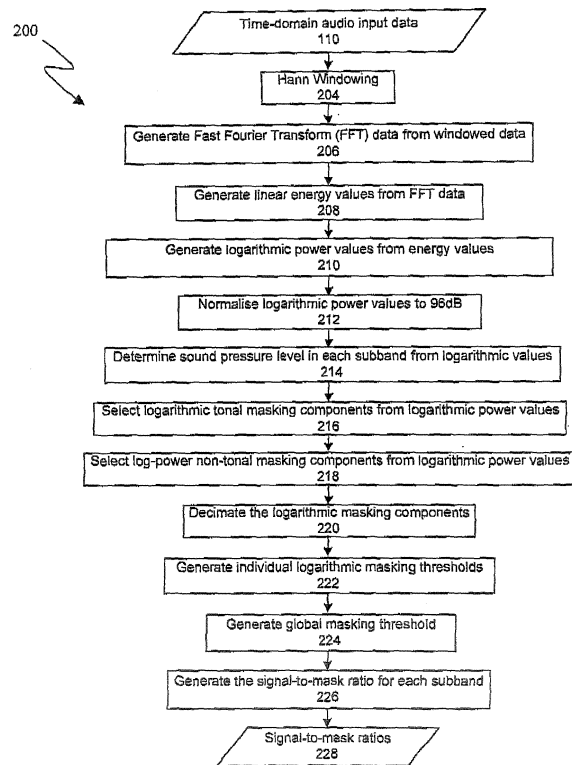 200
Time-domain audio input data
110
Hann Windowing
204
Generate Fast Fourier Transform (FFT) data from windowed data
206
Generate linear energy values from FFT data
208
Generate logarithmic power values from energy values
210
Normalise logarithmic power values to 96dB
212
Determine sound pressure level in each subband from logarithmic values
214
Select logarithmic tonal masking components from logarithmic power values
216
Select log-power non-tonal masking components from logarithmic power values
218
Decimate the logarithmic masking components
220
Generate individual logarithmic masking thresholds
222
Generate global masking threshold
224
Generate the signal-to-mask ratio for each subband
226
Signal-to-mask ratios
228